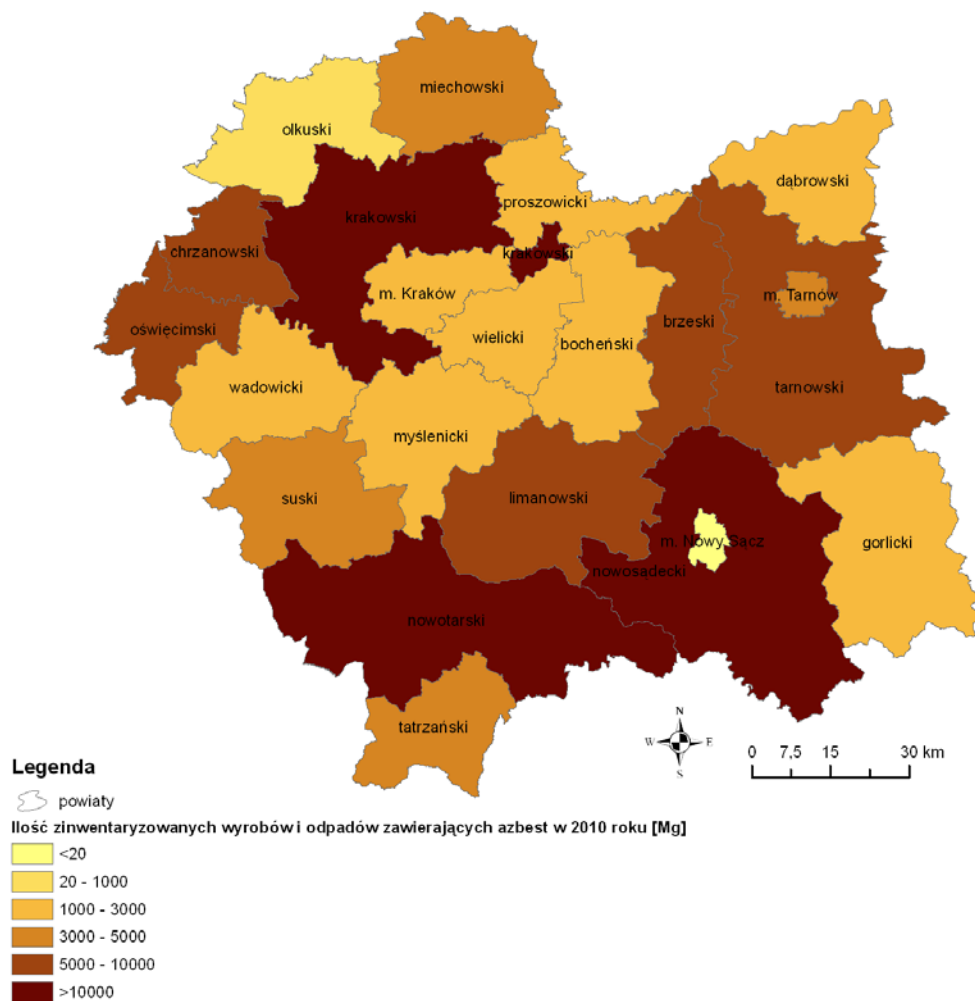 miechowski
olkuski
dąbrowski
proszowicki
krakowski
chrzanowski
krakowski
m. Kraków
m. Tarnów
oświęcimski
wielicki
bocheński
brzeski
wadowicki
tarnowski
myślenicki
suski
limanowski
m. Nowy Sącz
gorlicki
nowosądecki
nowotarski
tatrzański
N
W
E
S
0 7,5 15 30 km
Legenda
powiaty
Ilość zinwentaryzowanych wyrobów i odpadów zawierających azbest w 2010 roku [Mg]
<20
20 - 1000
1000 - 3000
3000 - 5000
5000 - 10000
>10000